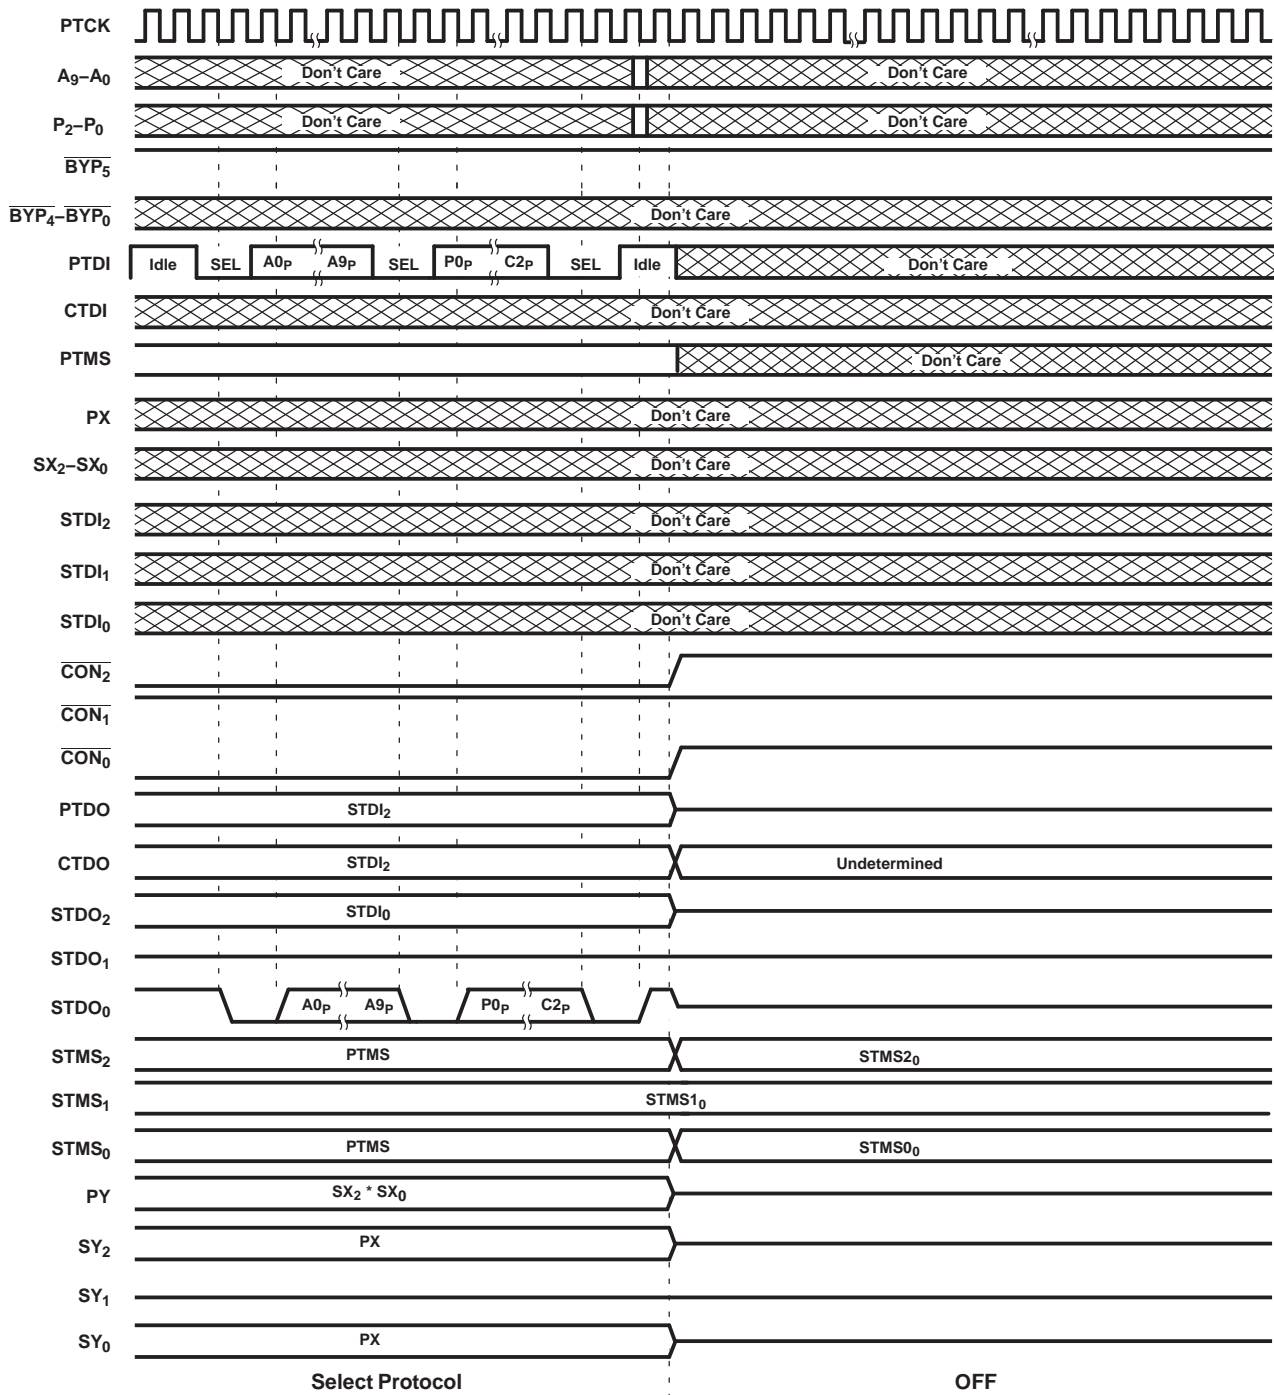 PTCK
A9–A0 Don't Care Don't Care
P2–P0 Don't Care Don't Care
BYP5
BYP4–BYP0 Don't Care
PTDI Idle SEL A0P A9P SEL P0P C2P SEL Idle Don't Care
CTDI Don't Care
PTMS Don't Care
PX Don't Care
SX2–SX0 Don't Care
STDI2 Don't Care
STDI1 Don't Care
STDI0 Don't Care
CON2
CON1
CON0
PTDO STDI2
CTDO STDI2 Undetermined
STDO2 STDI0
STDO1
STDO0 A0P A9P P0P C2P
STMS2 PTMS STMS20
STMS1 STMS10
STMS0 PTMS STMS00
PY SX2 * SX0
SY2 PX
SY1
SY0 PX
Select Protocol OFF